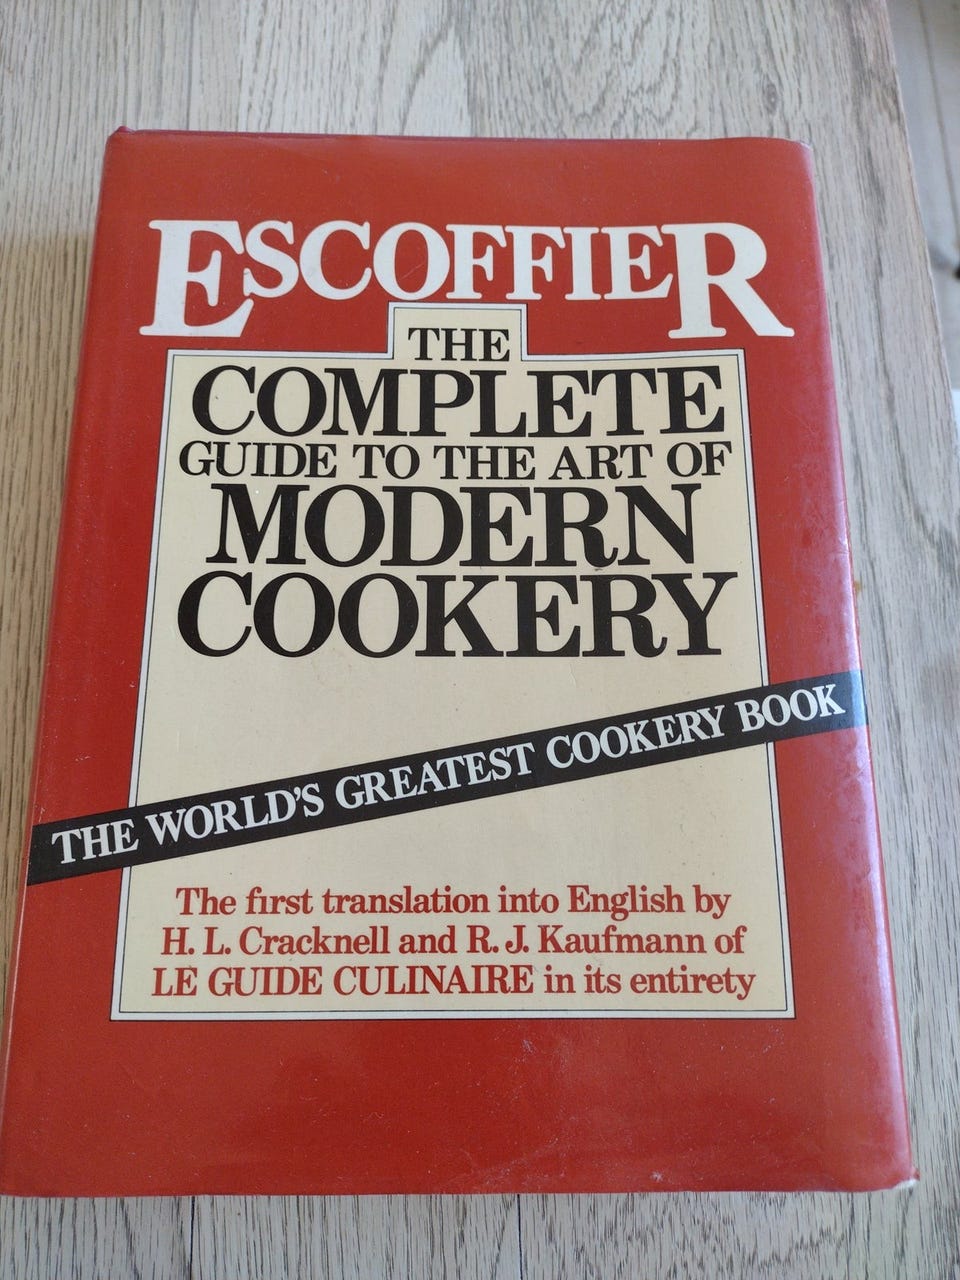 ESCOFFIER
THE
COMPLETE
GUIDE TO THE ART OF
MODERN
COOKERY
THE WORLD'S GREATEST COOKERY BOOK
The first translation into English by
H. L. Cracknell and R. J. Kaufmann of
LE GUIDE CULINAIRE in its entirety